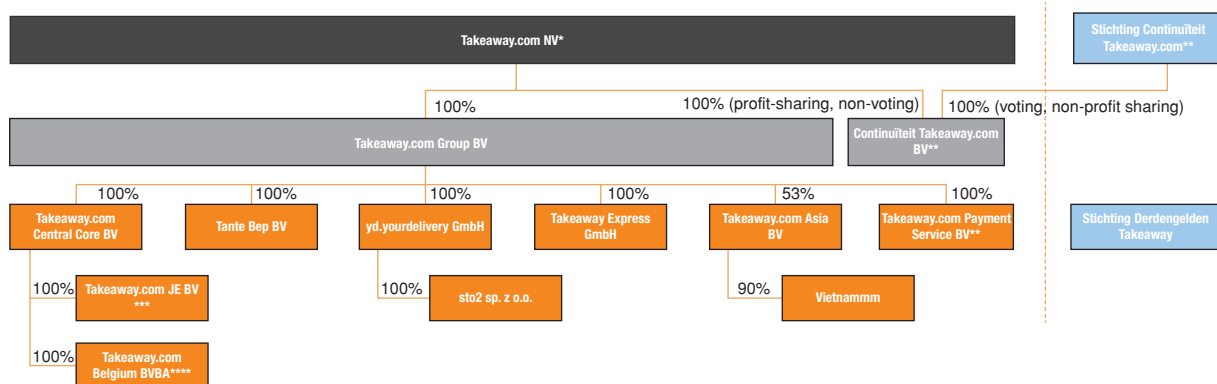 Takeaway.com NV*
Stichting Continuïteit
Takeaway.com**
100%
100% (profit-sharing, non-voting)
100% (voting, non-profit sharing)
Takeaway.com Group BV
Continuïteit Takeaway.com
BV**
100%
100%
100%
100%
53%
100%
Takeaway.com
Central Core BV
Tante Bep BV
yd.yourdelivery GmbH
Takeaway Express
GmbH
Takeaway.com Asia
BV
Takeaway.com Payment
Service BV**
Stichting Derdengelden
Takeaway
100%
Takeaway.com JE BV
***
100%
sto2 sp. z o.o.
90%
Vietnammm
100%
Takeaway.com
Belgium BVBA****